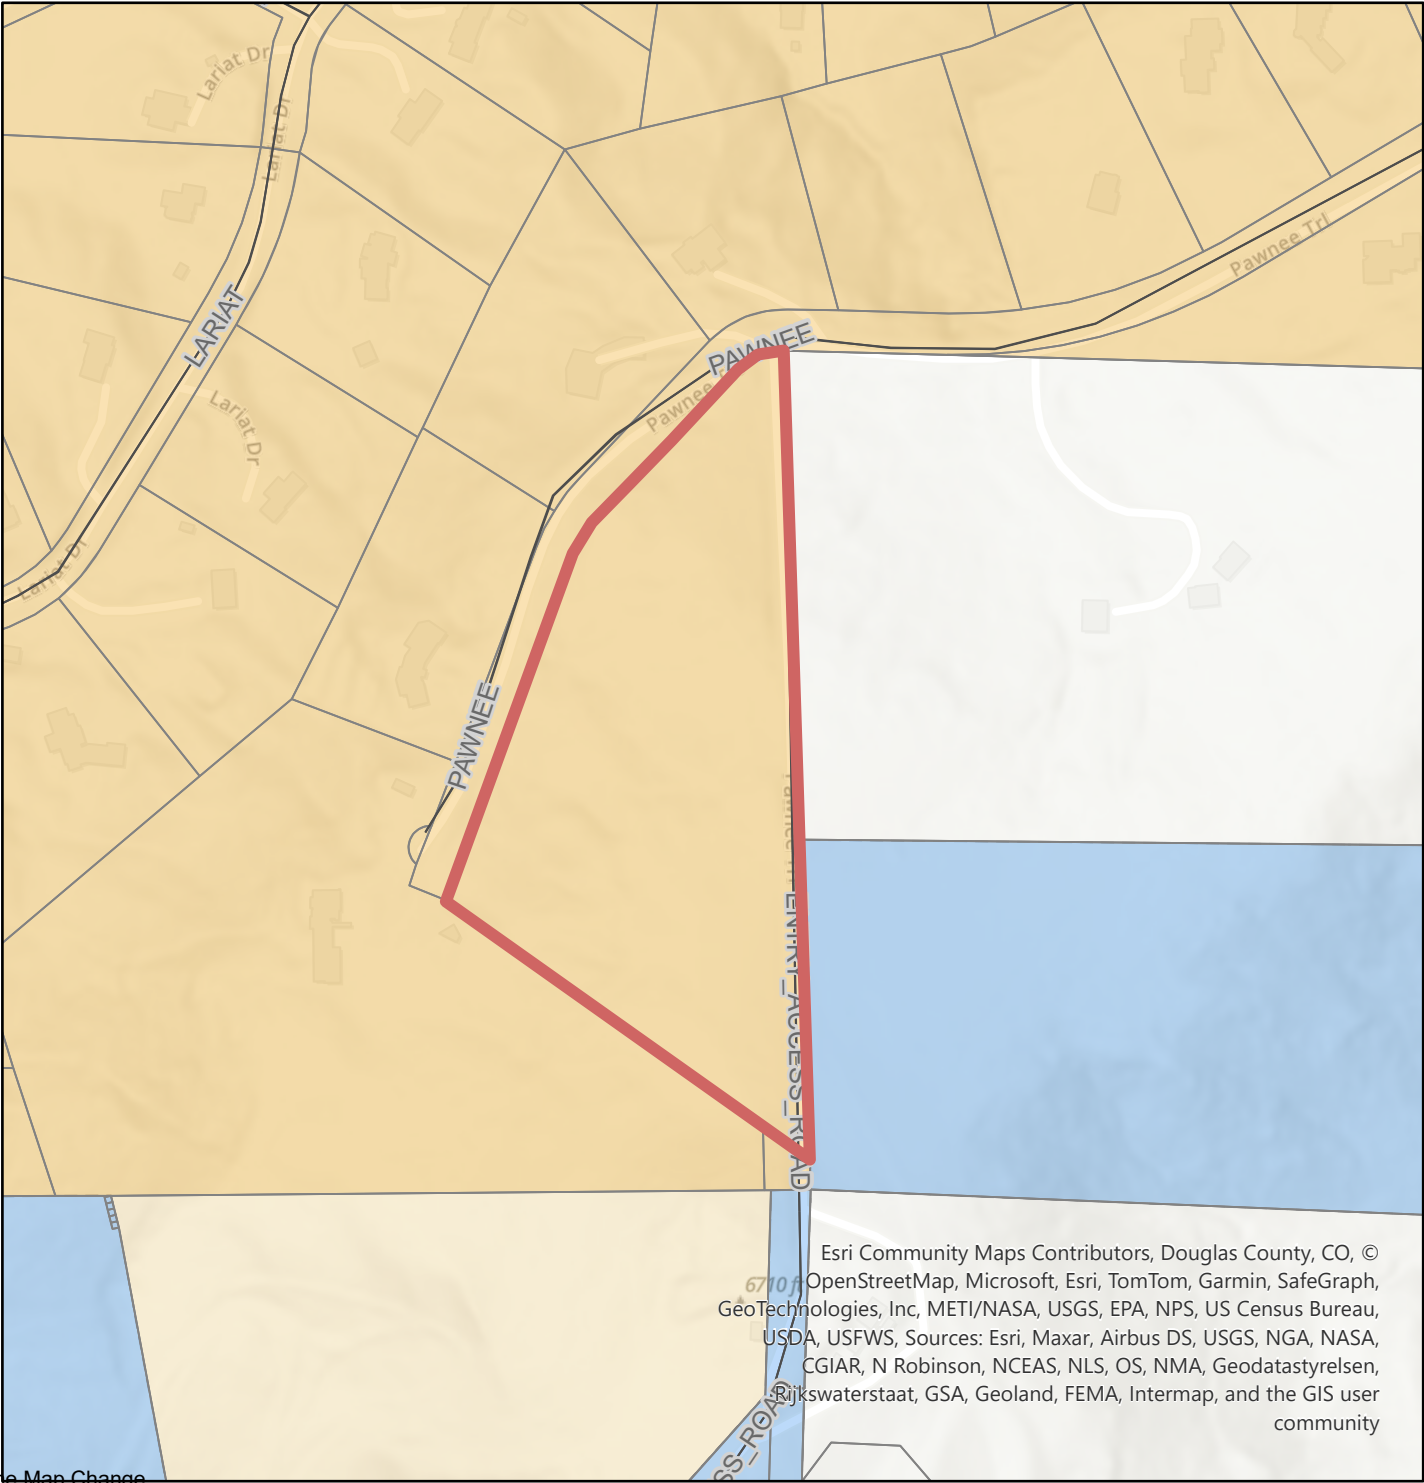 Lariat Dr
Lariat Dr
Pawnee Trl
LARIAT
PAWNEE
Pawnee
Lariat Dr
Lariat Dr
PAWNEE
ACCESS_ROAD
6710 ft
Esri Community Maps Contributors, Douglas County, CO, ©
OpenStreetMap, Microsoft, Esri, TomTom, Garmin, SafeGraph,
GeoTechnologies, Inc, METI/NASA, USGS, EPA, NPS, US Census Bureau,
USDA, USFWS, Sources: Esri, Maxar, Airbus DS, USGS, NGA, NASA,
CGIAR, N Robinson, NCEAS, NLS, OS, NMA, Geodatastyrelsen,
Rijkswaterstaat, GSA, Geoland, FEMA, Intermap, and the GIS user
community
SS_ROAD
e Map Change